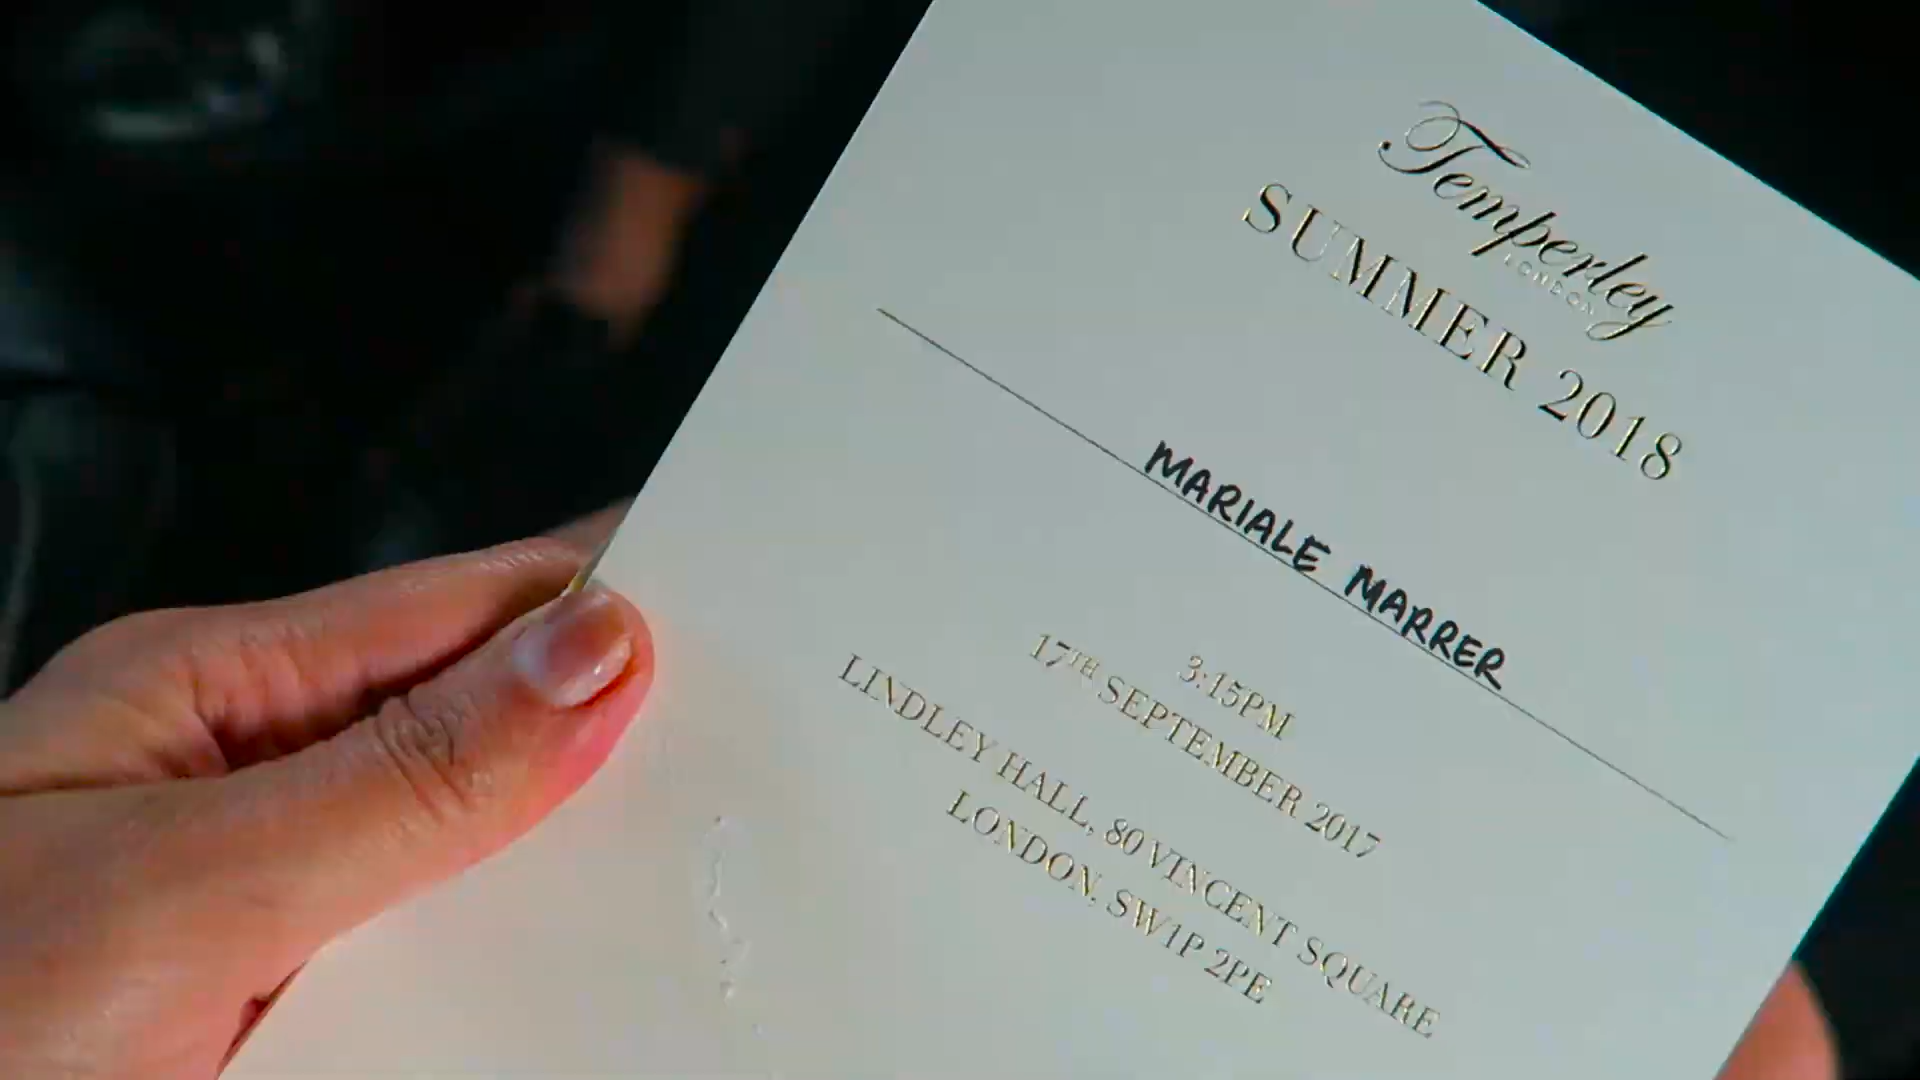 Temperley
LONDON
SUMMER 2018
MARIALE MARRER
3:15PM
17TH SEPTEMBER 2017
LINDLEY HALL, 80 VINCENT SQUARE
LONDON, SW1P 2PE